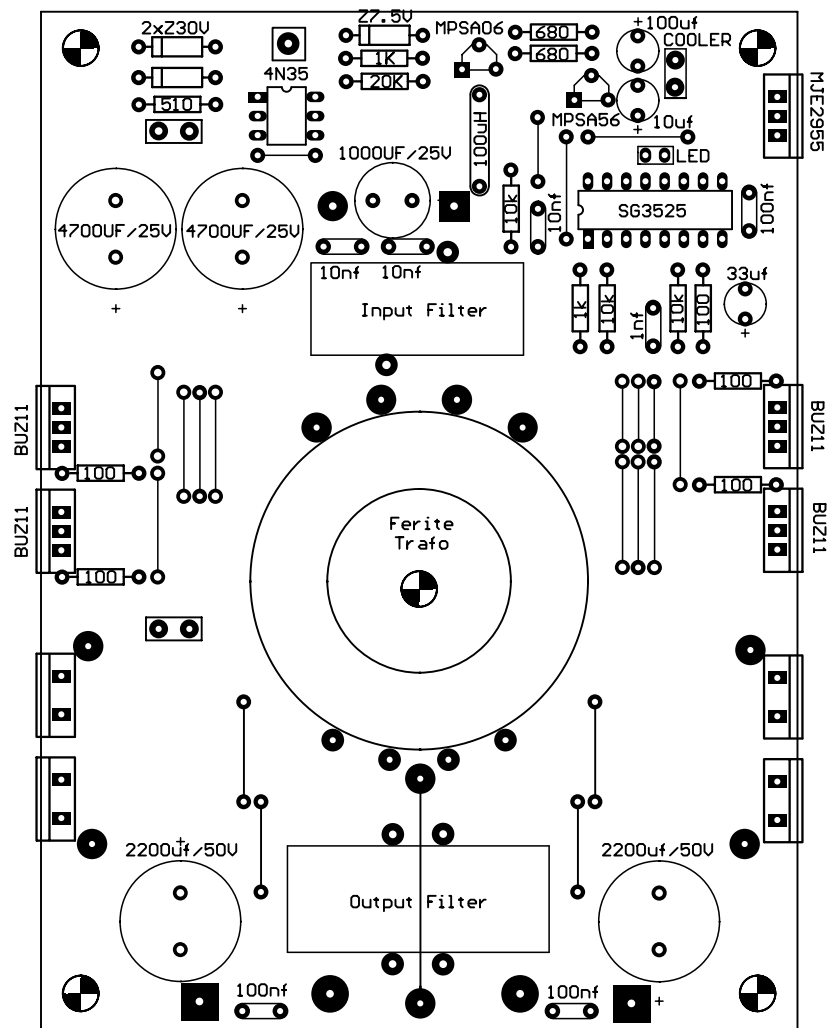 2xZ30V
Z7.5V
MPSA06
680
+100uf
COOLER
1K
680
4N35
20K
510
MPSA56
+
10uf
MJE2955
100uH
1000UF/25V
LED
10k
10nf
SG3525
100nf
4700UF/25V
4700UF/25V
+
+
10nf
10nf
Input Filter
1k
10k
1nf
10k
100
33uf
+
BUZ11
100
100
BUZ11
BUZ11
100
100
BUZ11
Ferite
Trafo
+
2200uf/50V
2200uf/50V
Output Filter
100nf
100nf
+